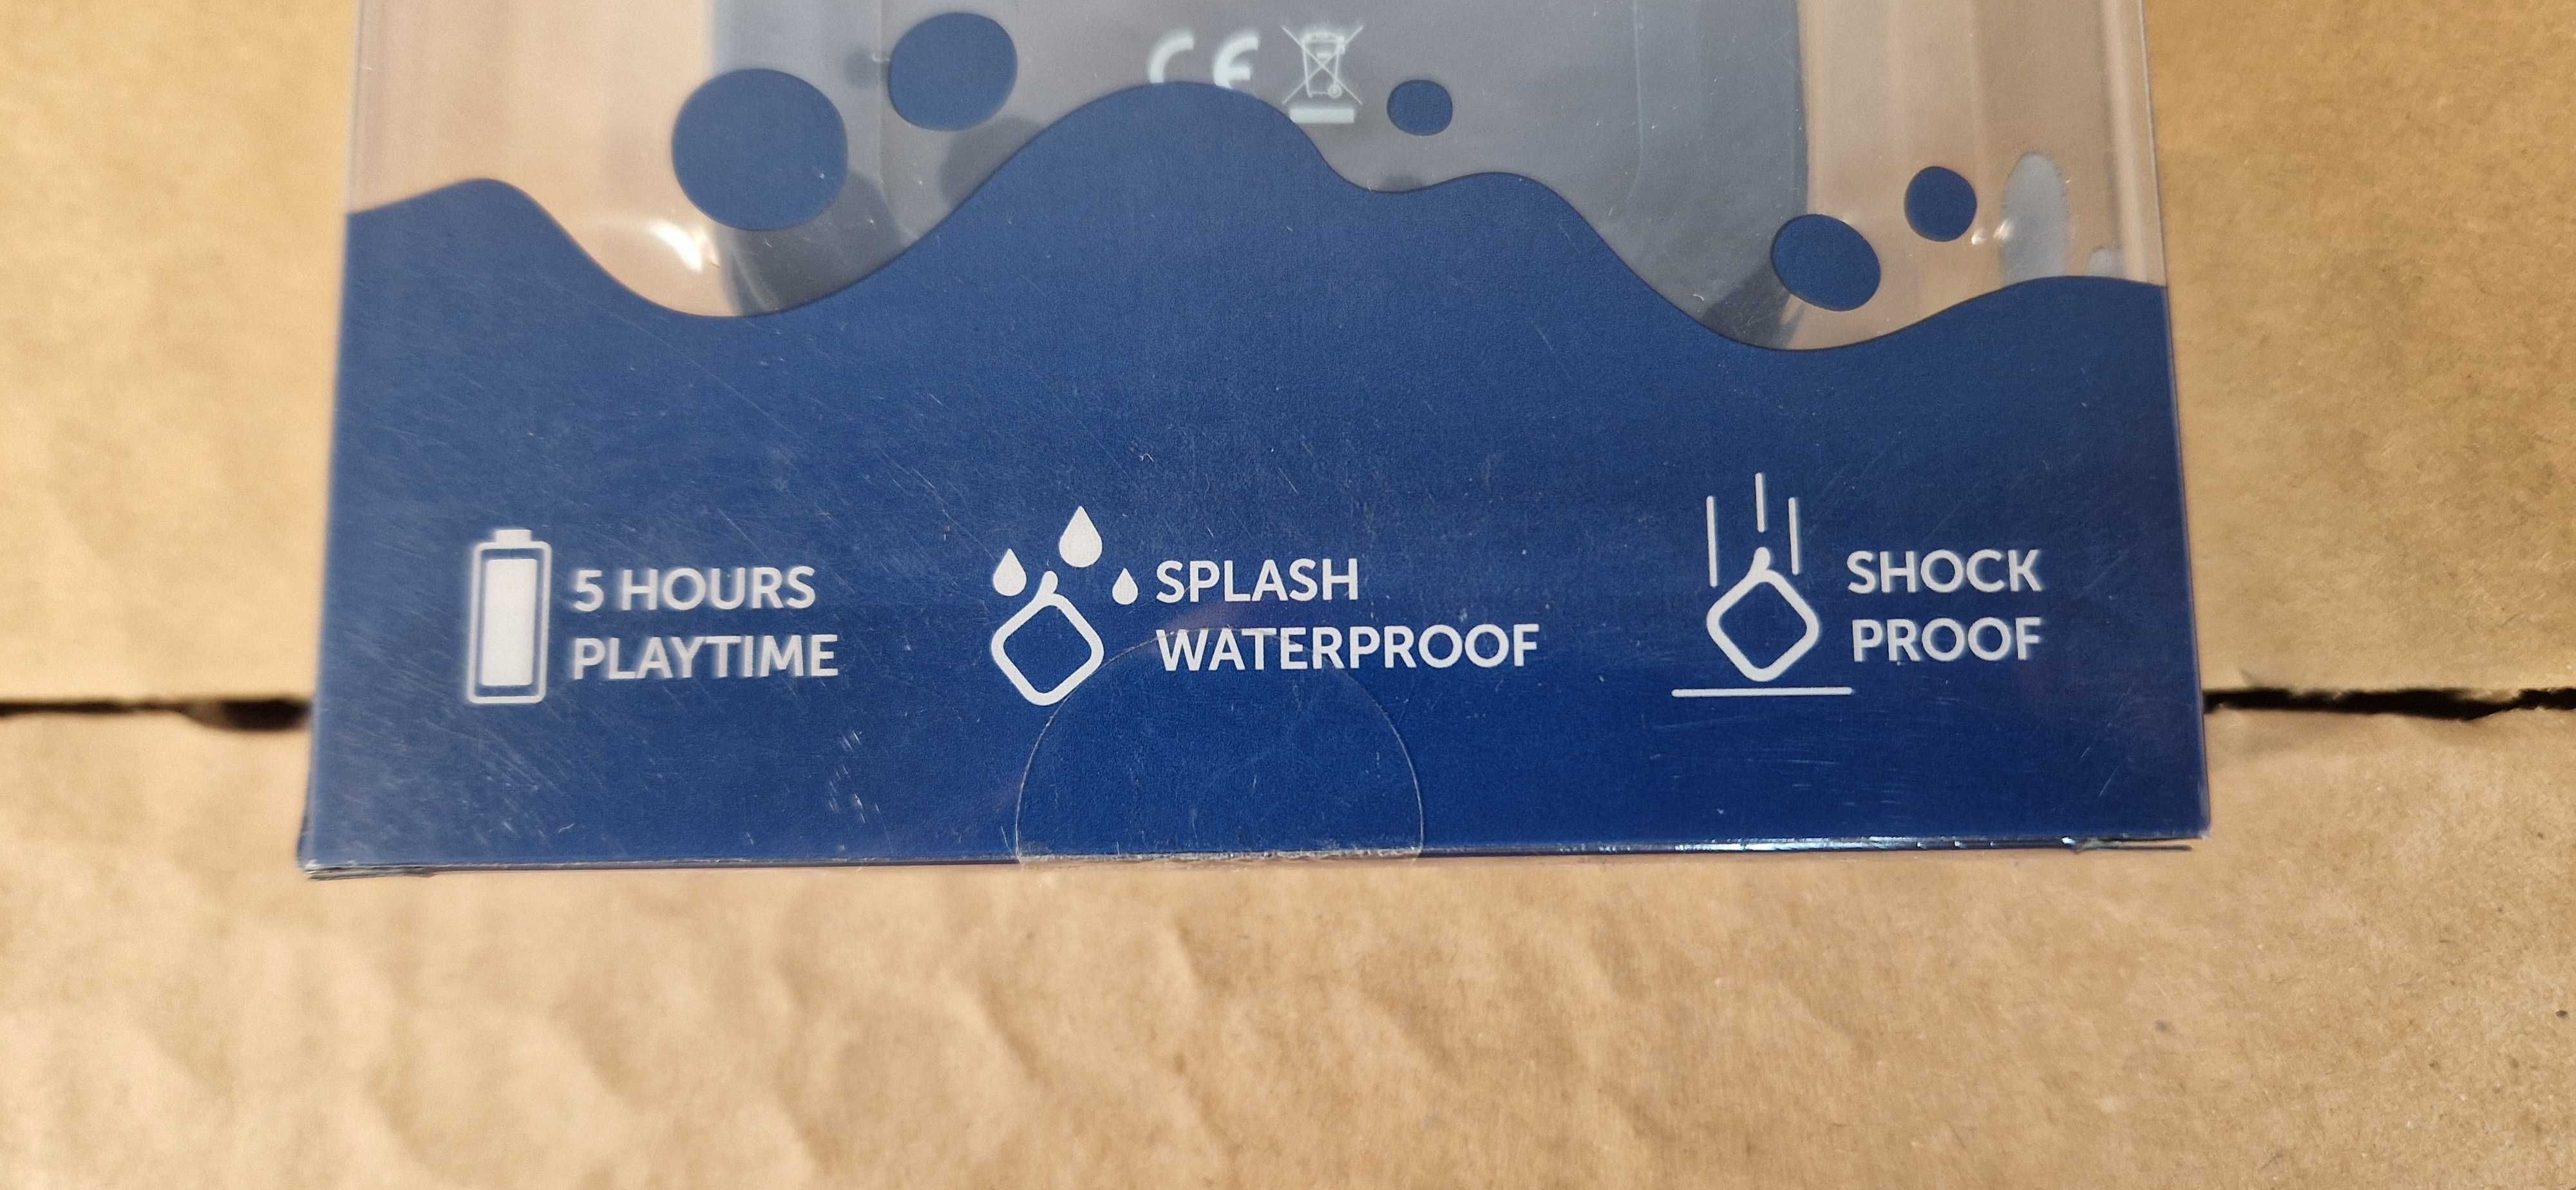 CE
5 HOURS
PLAYTIME
SPLASH
WATERPROOF
SHOCK
PROOF